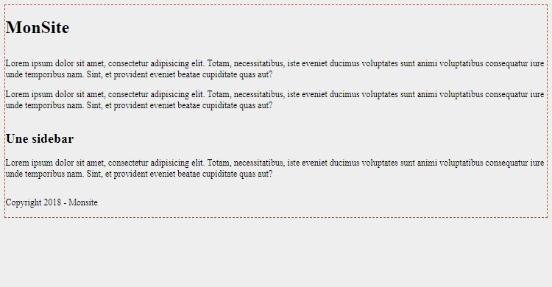 MonSite
Lorem ipsum dolor sit amet, consectetur adipisicing elit. Totam, necessitatibus, iste eveniet ducimus voluptates sunt animi voluptatibus consequatur iure
unde temporibus nam. Sint, et provident eveniet beatae cupiditate quas aut?
Lorem ipsum dolor sit amet, consectetur adipisicing elit. Totam, necessitatibus, iste eveniet ducimus voluptates sunt animi voluptatibus consequatur iure
unde temporibus nam. Sint, et provident eveniet beatae cupiditate quas aut?
Une sidebar
Lorem ipsum dolor sit amet, consectetur adipisicing elit. Totam, necessitatibus, iste eveniet ducimus voluptates sunt animi voluptatibus consequatur iure
unde temporibus nam. Sint, et provident eveniet beatae cupiditate quas aut?
Copyright 2018 - Monsite